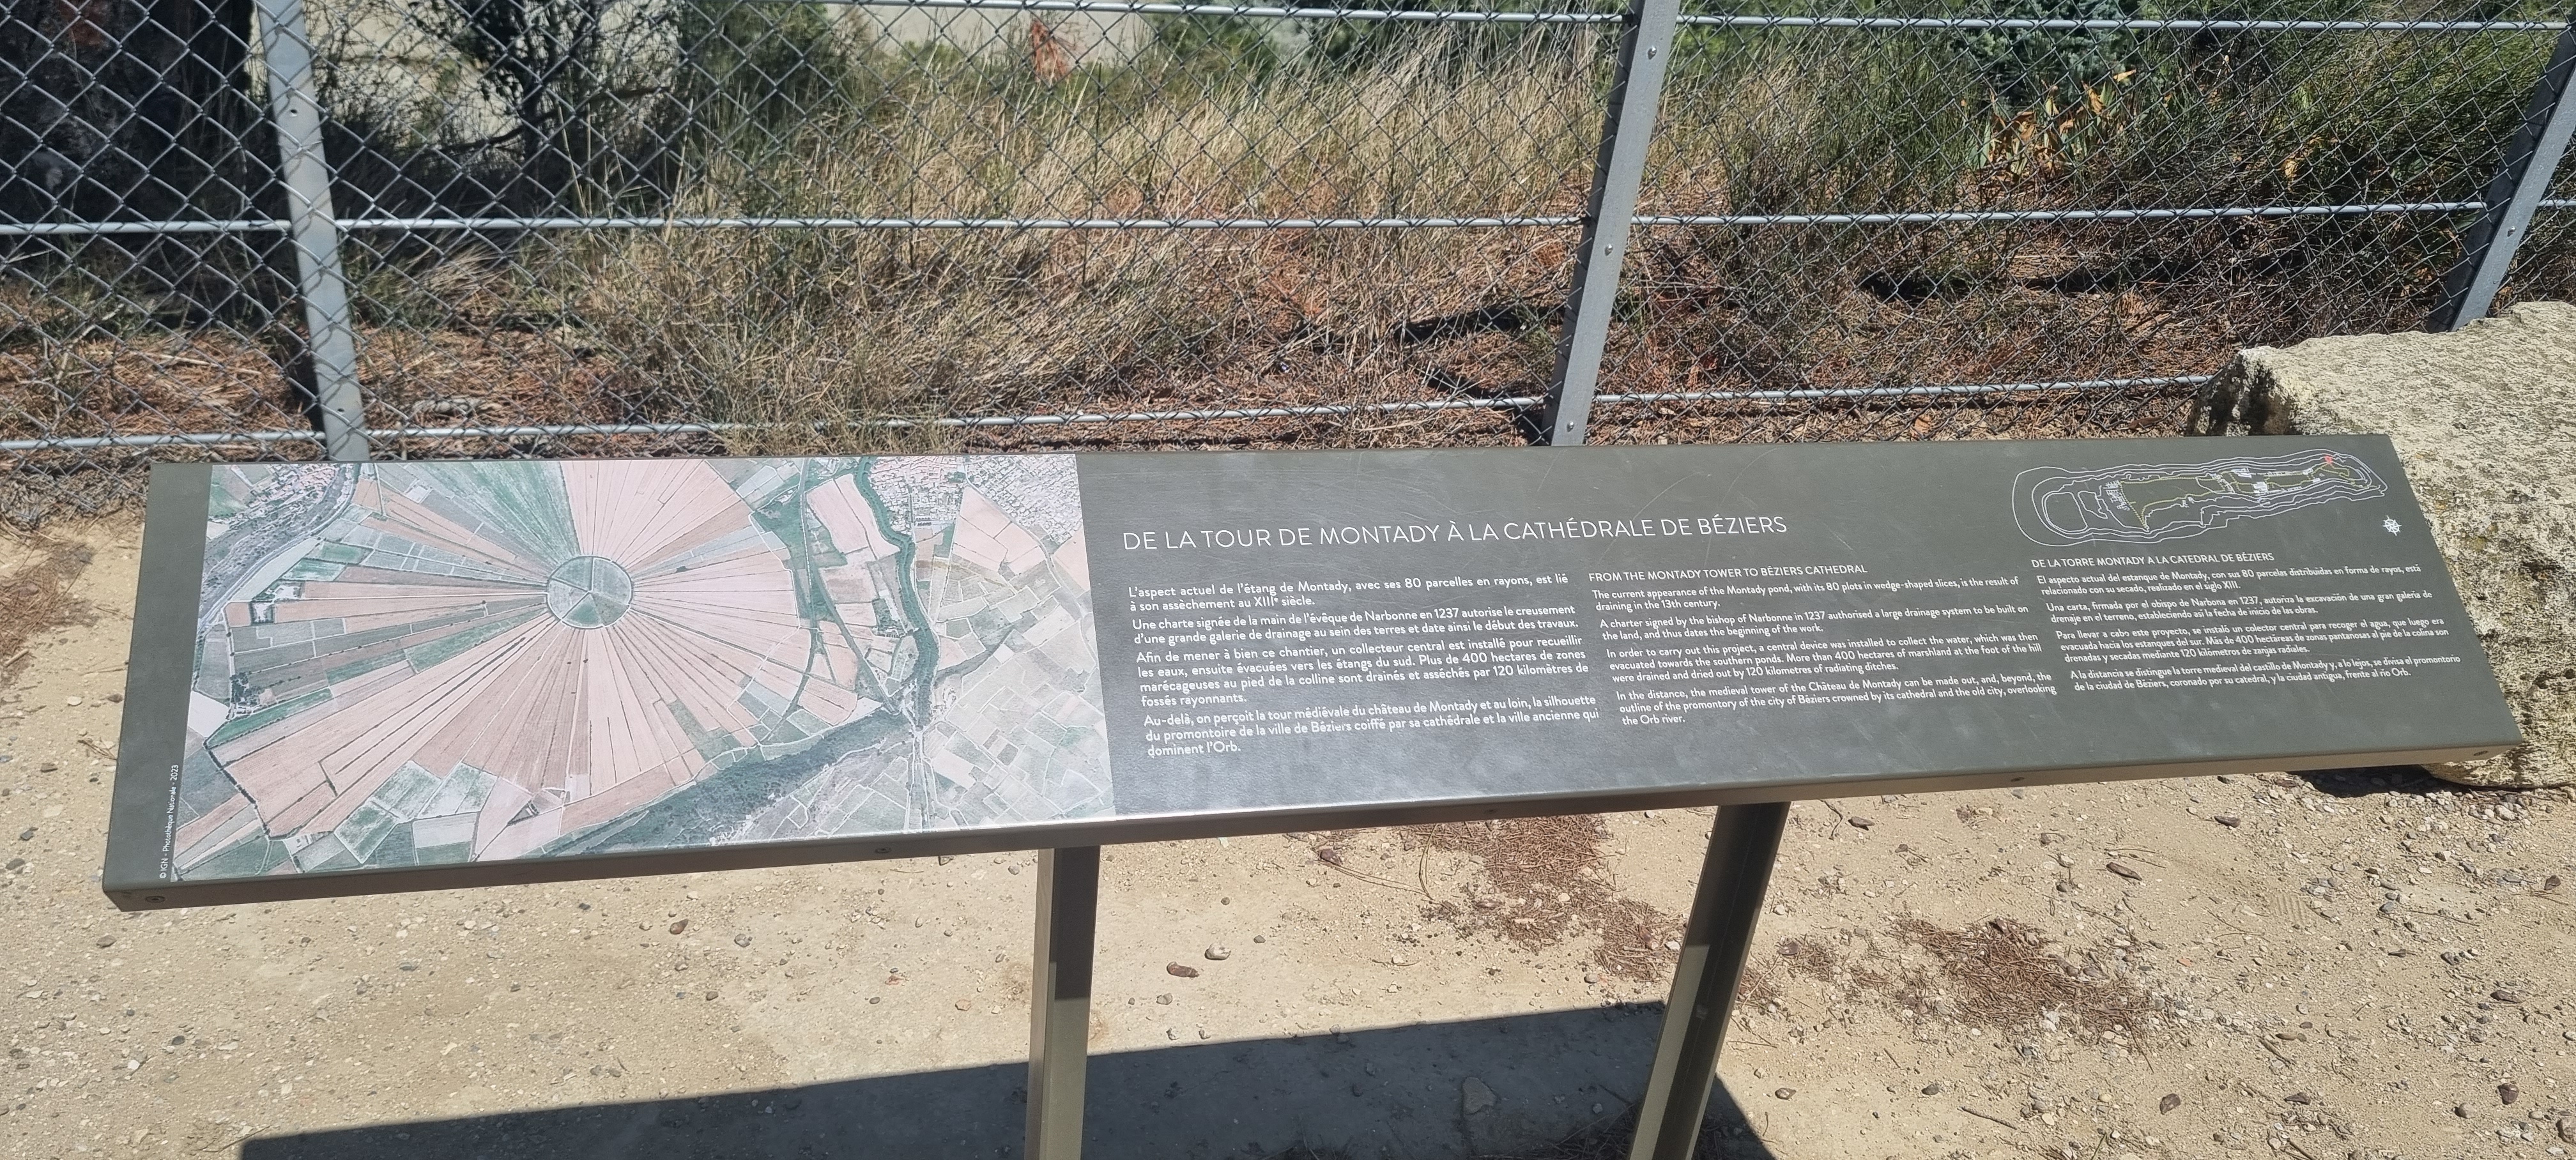 © IGN - Photothèque Nationale - 2023
DE LA TOUR DE MONTADY À LA CATHÉDRALE DE BÉZIERS
L'aspect actuel de l'étang de Montady, avec ses 80 parcelles en rayons, est lié
à son assèchement au XIIIᵉ siècle.
Une charte signée de la main de l'évêque de Narbonne en 1237 autorise le creusement
d'une grande galerie de drainage au sein des terres et date ainsi le début des travaux.
Afin de mener à bien ce chantier, un collecteur central est installé pour recueillir
les eaux, ensuite évacuées vers les étangs du sud. Plus de 400 hectares de zones
marécageuses au pied de la colline sont drainés et asséchés par 120 kilomètres de
fossés rayonnants.
Au-delà, on perçoit la tour médiévale du château de Montady et au loin, la silhouette
du promontoire de la ville de Béziers coiffé par sa cathédrale et la ville ancienne qui
dominent l'Orb.
FROM THE MONTADY TOWER TO BÉZIERS CATHEDRAL
The current appearance of the Montady pond, with its 80 plots in wedge-shaped slices, is the result of
draining in the 13th century.
A charter signed by the bishop of Narbonne in 1237 authorised a large drainage system to be built on
the land, and thus dates the beginning of the work.
In order to carry out this project, a central device was installed to collect the water, which was then
evacuated towards the southern ponds. More than 400 hectares of marshland at the foot of the hill
were drained and dried out by 120 kilometres of radiating ditches.
In the distance, the medieval tower of the Château de Montady can be made out, and, beyond, the
outline of the promontory of the city of Béziers crowned by its cathedral and the old city, overlooking
the Orb river.
DE LA TORRE MONTADY A LA CATEDRAL DE BÉZIERS
El aspecto actual del estanque de Montady, con sus 80 parcelas distribuidas en forma de rayos, está
relacionado con su secado, realizado en el siglo XIII.
Una carta, firmada por el obispo de Narbona en 1237, autoriza la excavación de una gran galería de
drenaje en el terreno, estableciendo así la fecha de inicio de las obras.
Para llevar a cabo este proyecto, se instaló un colector central para recoger el agua, que luego era
evacuada hacia los estanques del sur. Más de 400 hectáreas de zonas pantanosas al pie de la colina son
drenadas y secadas mediante 120 kilómetros de zanjas radiales.
A la distancia se distingue la torre medieval del castillo de Montady y, a lo lejos, se divisa el promontorio
de la ciudad de Béziers, coronado por su catedral, y la ciudad antigua, frente al río Orb.